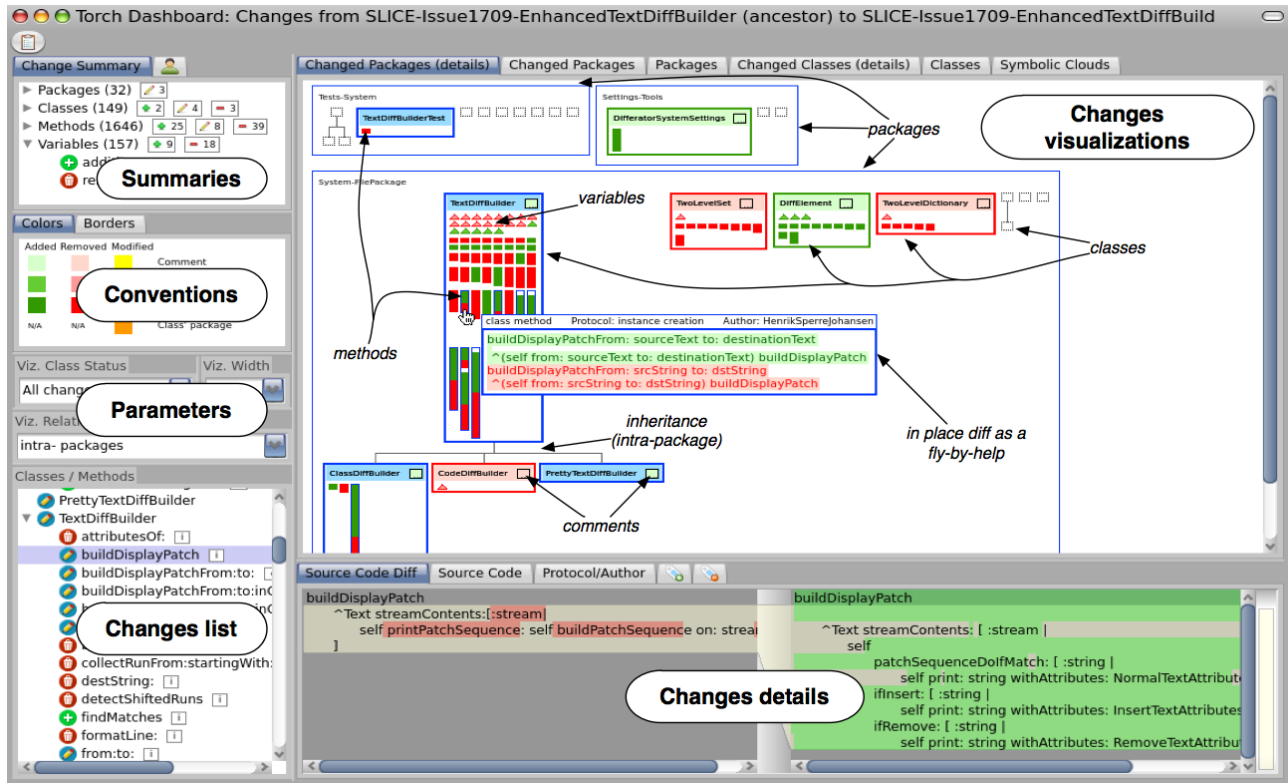 Torch Dashboard: Changes from SLICE-Issue1709-EnhancedTextDiffBuilder (ancestor) to SLICE-Issue1709-EnhancedTextDiffBuild
Change Summary
Packages (32) 3
Classes (149) 2 4 3
Methods (1646) 25 8 39
Variables (157) 9 18
Summaries
Colors Borders
Added Removed Modified
Comment
Conventions
N/A N/A Class' package
Viz. Class Status Viz. Width
All chang
Parameters
intra- packages
Classes / Methods
PrettyTextDiffBuilder
TextDiffBuilder
attributesOf: i
buildDisplayPatch i
buildDisplayPatchFrom:to:
buildDisplayPatchFrom:to:in
Changes list
collectRunFrom:startingWith:
destString: i
detectShiftedRuns i
findMatches i
formatLine: i
from:to: i
Changed Packages (details) Changed Packages Packages Changed Classes (details) Classes Symbolic Clouds
Tests-System
TextDiffBuilderTest
Settings-Tools
DifferatorSystemSettings
packages
Changes
visualizations
System-FilePackage
TextDiffBuilder
variables
TwoLevelSet
DiffElement
TwoLevelDictionary
classes
methods
class method Protocol: instance creation Author: HenrikSperreJohansen
buildDisplayPatchFrom: sourceText to: destinationText
^(self from: sourceText to: destinationText) buildDisplayPatch
buildDisplayPatchFrom: srcString to: dstString
^(self from: srcString to: dstString) buildDisplayPatch
inheritance
(intra-package)
in place diff as a
fly-by-help
ClassDiffBuilder
CodeDiffBuilder
PrettyTextDiffBuilder
comments
Source Code Diff Source Code Protocol/Author
buildDisplayPatch
^Text streamContents:[:stream|
self printPatchSequence: self buildPatchSequence on: strea
]
Changes details
buildDisplayPatch
^Text streamContents: [ :stream |
self
patchSequenceDoIfMatch: [ :string |
self print: string withAttributes: NormalTextAttribut
ifInsert: [ :string |
self print: string withAttributes: InsertTextAttributes
ifRemove: [ :string |
self print: string withAttributes: RemoveTextAttribu